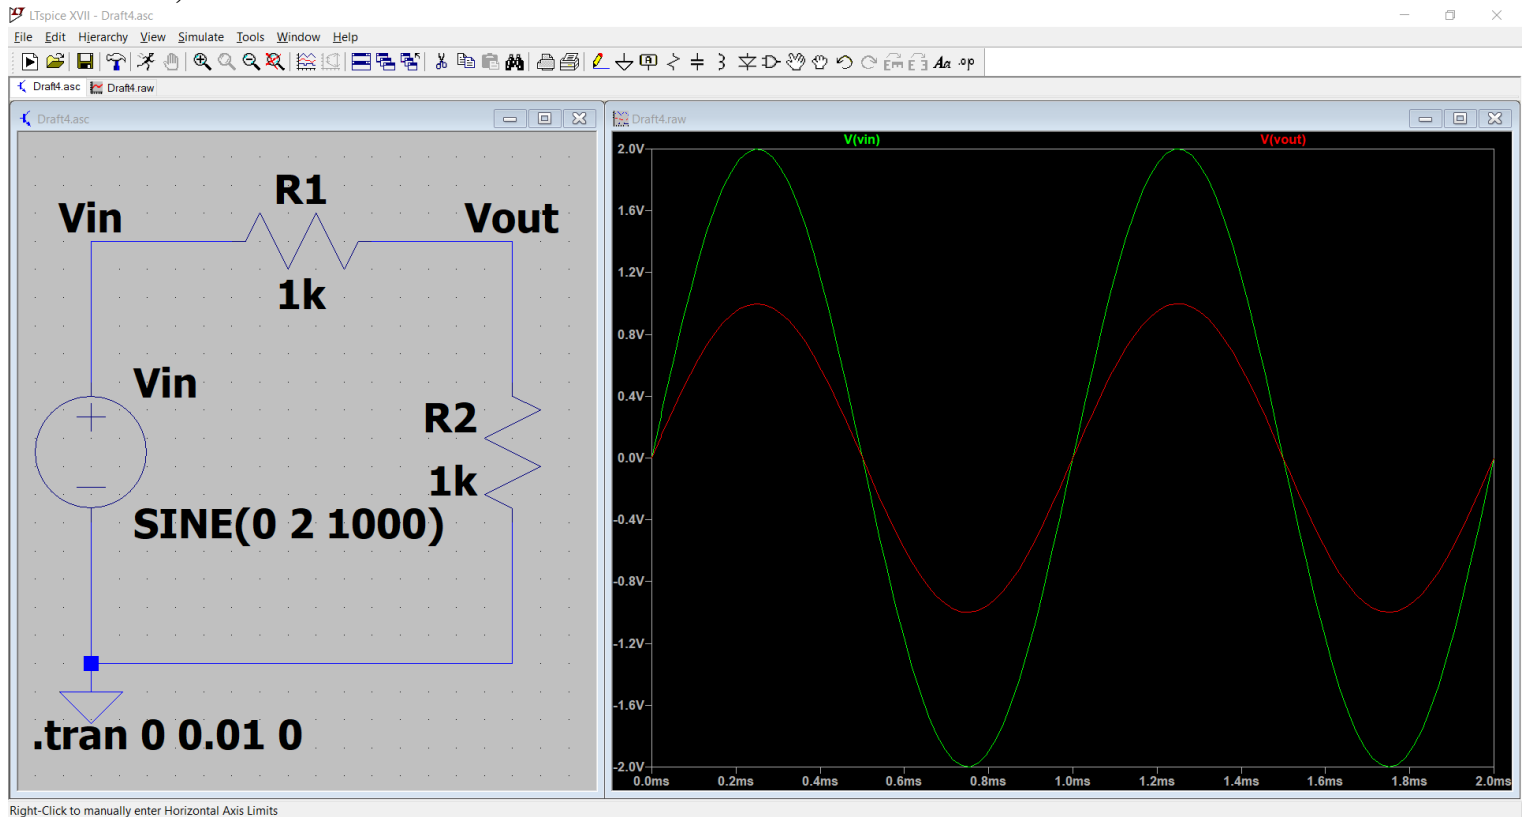 LTspice XVII - Draft4.asc
File Edit Hierarchy View Simulate Tools Window Help
Aa .op
Draft4.asc Draft4.raw
Draft4.asc
R1
Vin Vout
1k
Vin
R2
1k
SINE(0 2 1000)
.tran 0 0.01 0
Draft4.raw
V(vin) V(vout)
2.0V
1.6V
1.2V
0.8V
0.4V
0.0V
-0.4V
-0.8V
-1.2V
-1.6V
-2.0V
0.0ms 0.2ms 0.4ms 0.6ms 0.8ms 1.0ms 1.2ms 1.4ms 1.6ms 1.8ms 2.0ms
Right-Click to manually enter Horizontal Axis Limits